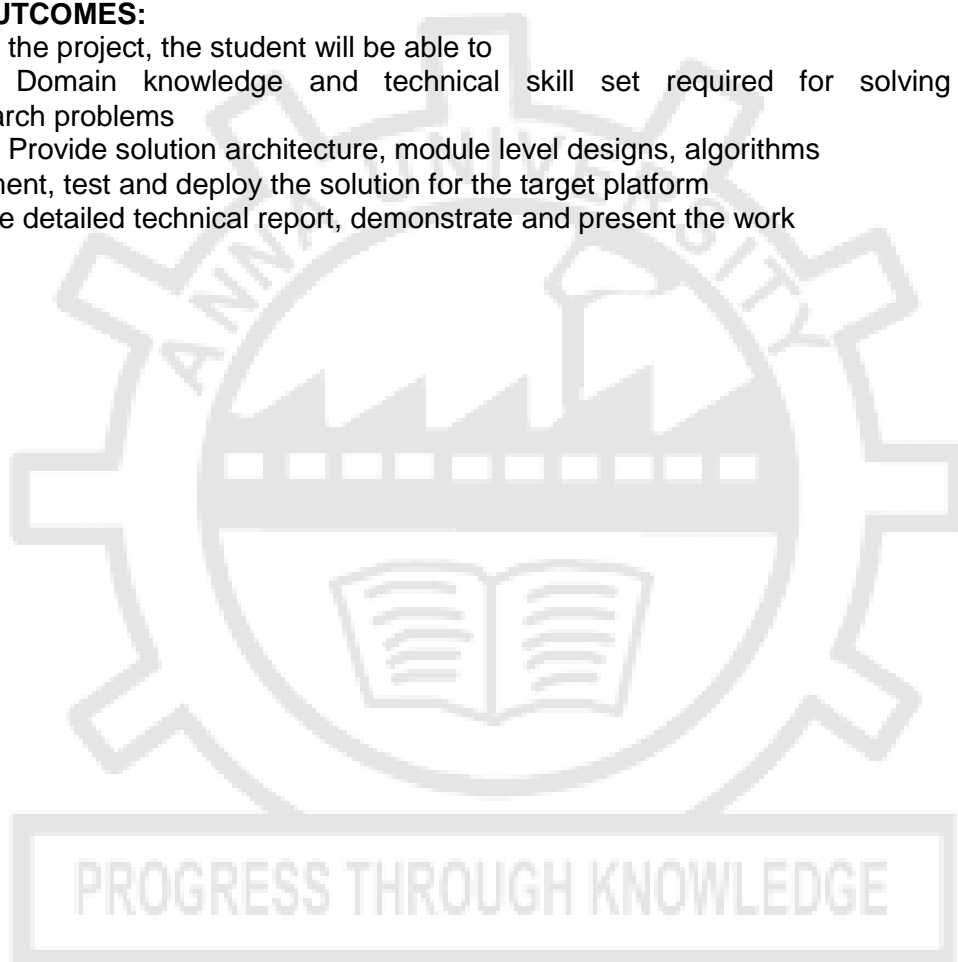 UTCOMES:
the project, the student will be able to
Domain knowledge and technical skill set required for solving
arch problems
Provide solution architecture, module level designs, algorithms
nent, test and deploy the solution for the target platform
e detailed technical report, demonstrate and present the work
ANNA UNIVERSITY
PROGRESS THROUGH KNOWLEDGE